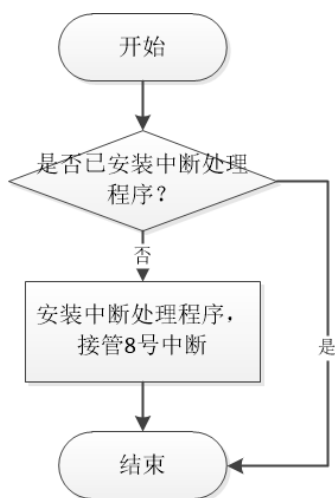 开始
是否已安装中断处理
程序？
否
安装中断处理程序，
接管8号中断
是
结束